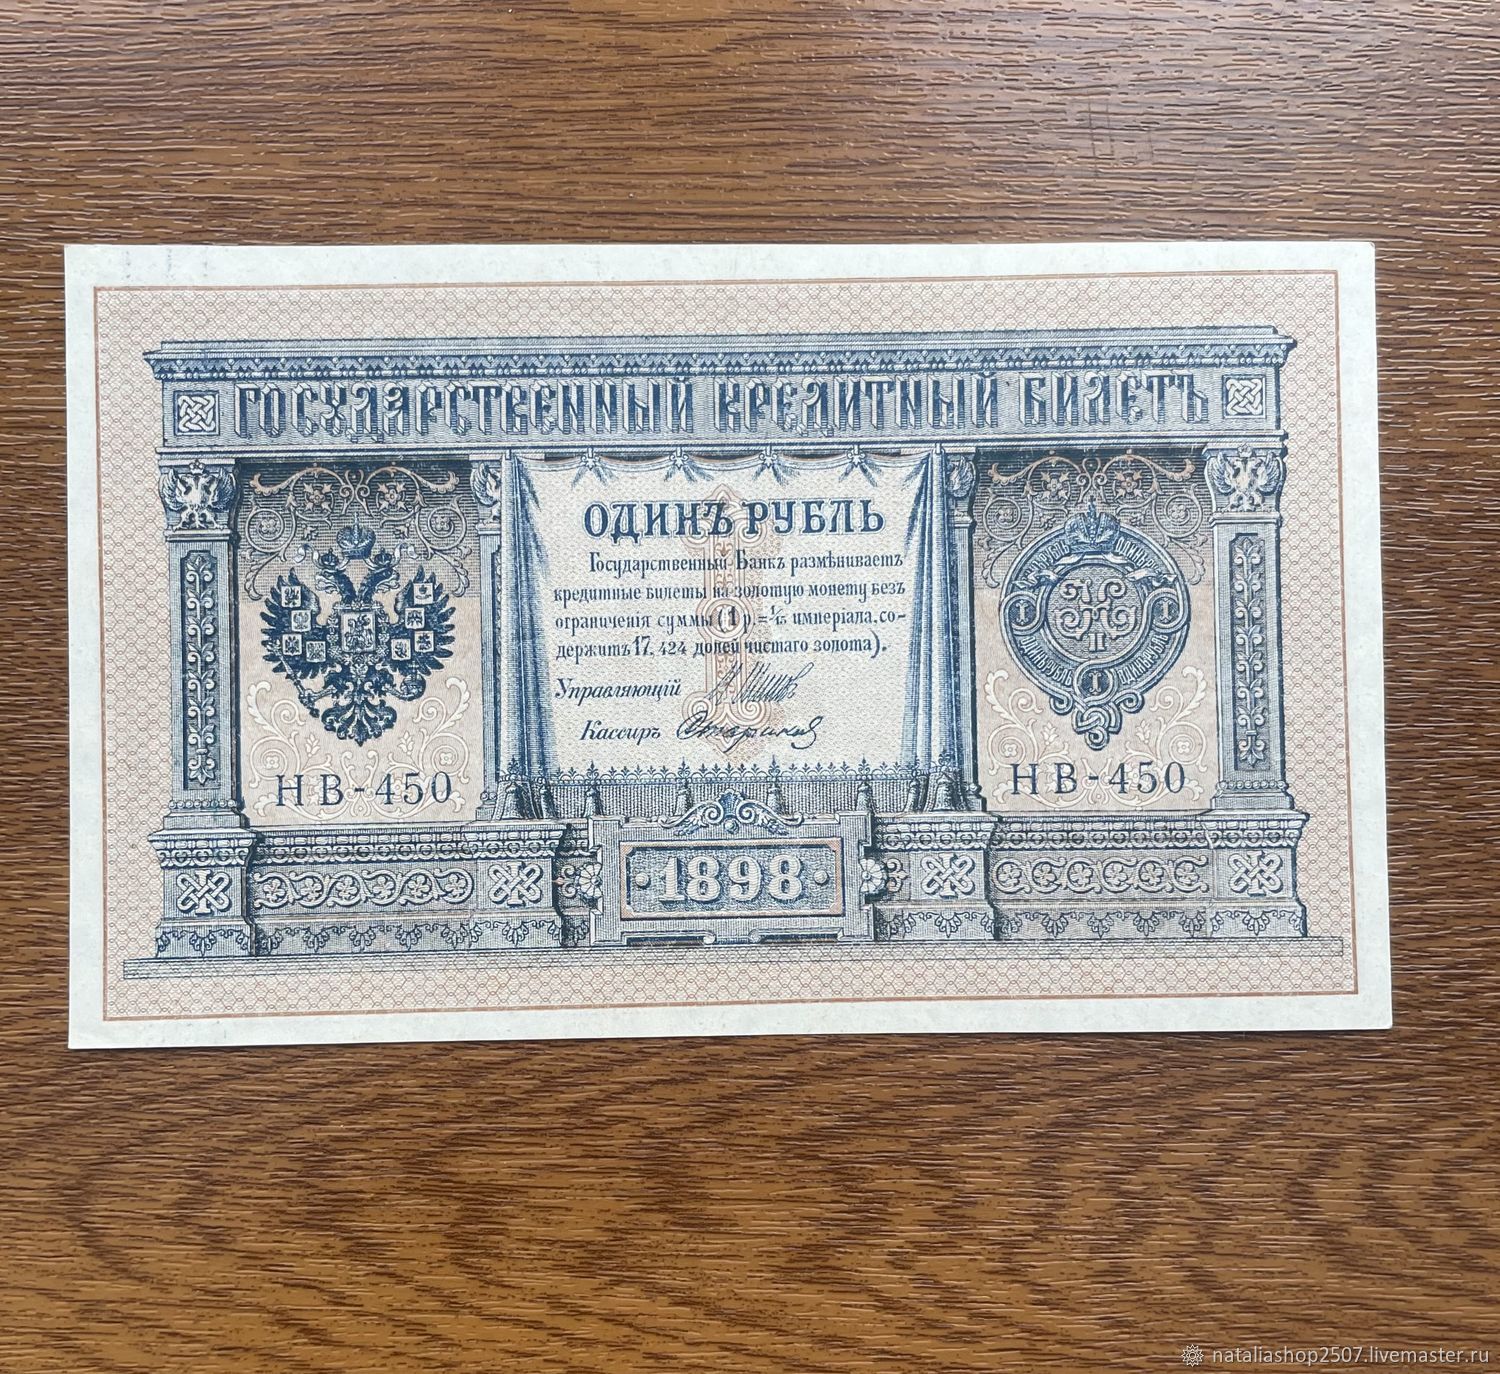 ГОСУДАРСТВЕННЫЙ КРЕДИТНЫЙ БИЛЕТЪ
ОДИНЪ РУБЛЬ
Государственный Банкъ размѣниваетъ
кредитные билеты на золотую монету безъ
ограниченія суммы (1 р. = 1/15 имперіала, со-
держитъ 17,424 долей чистаго золота).
Управляющій
Кассиръ
НВ-450
НВ-450
1898
nataliashop2507.livemaster.ru